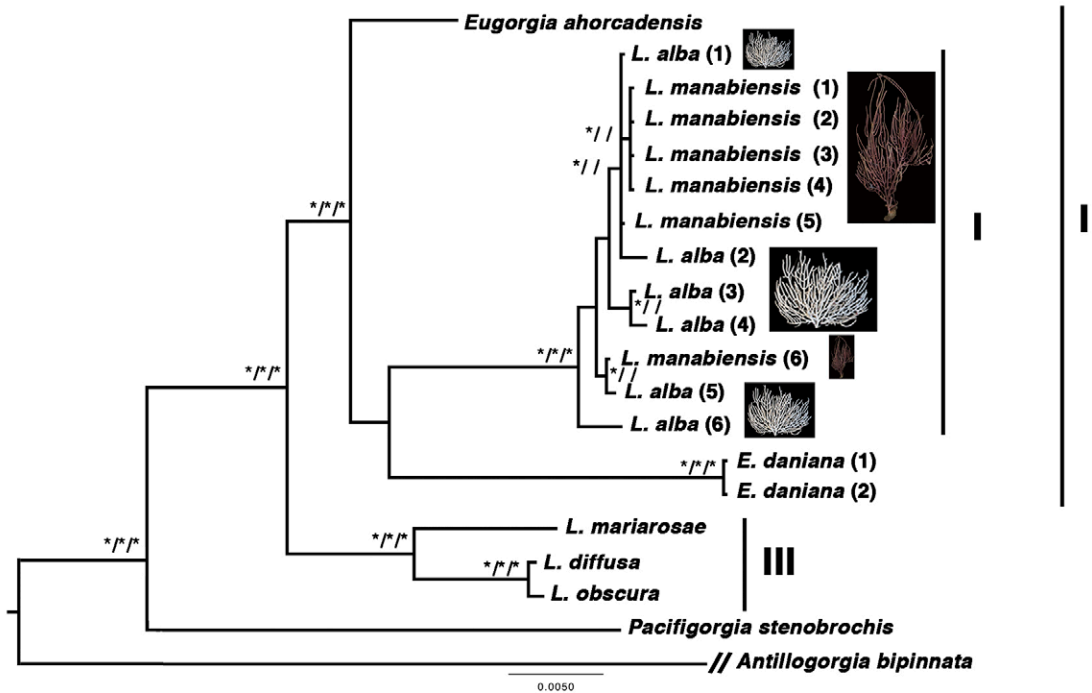 Eugorgia ahorcadensis
L. alba (1)
L. manabiensis (1)
L. manabiensis (2)
*/ /
L. manabiensis (3)
*/ /
L. manabiensis (4)
*/*/*
L. manabiensis (5)
I
I
L. alba (2)
L. alba (3)
*/ /
L. alba (4)
*/*/*
L. manabiensis (6)
*/ /
*/*/*
L. alba (5)
L. alba (6)
*/*/*
E. daniana (1)
E. daniana (2)
L. mariarosae
*/*/*
*/*/*
L. diffusa
III
*/*/*
L. obscura
Pacifigorgia stenobrochis
// Antillogorgia bipinnata
0.0050